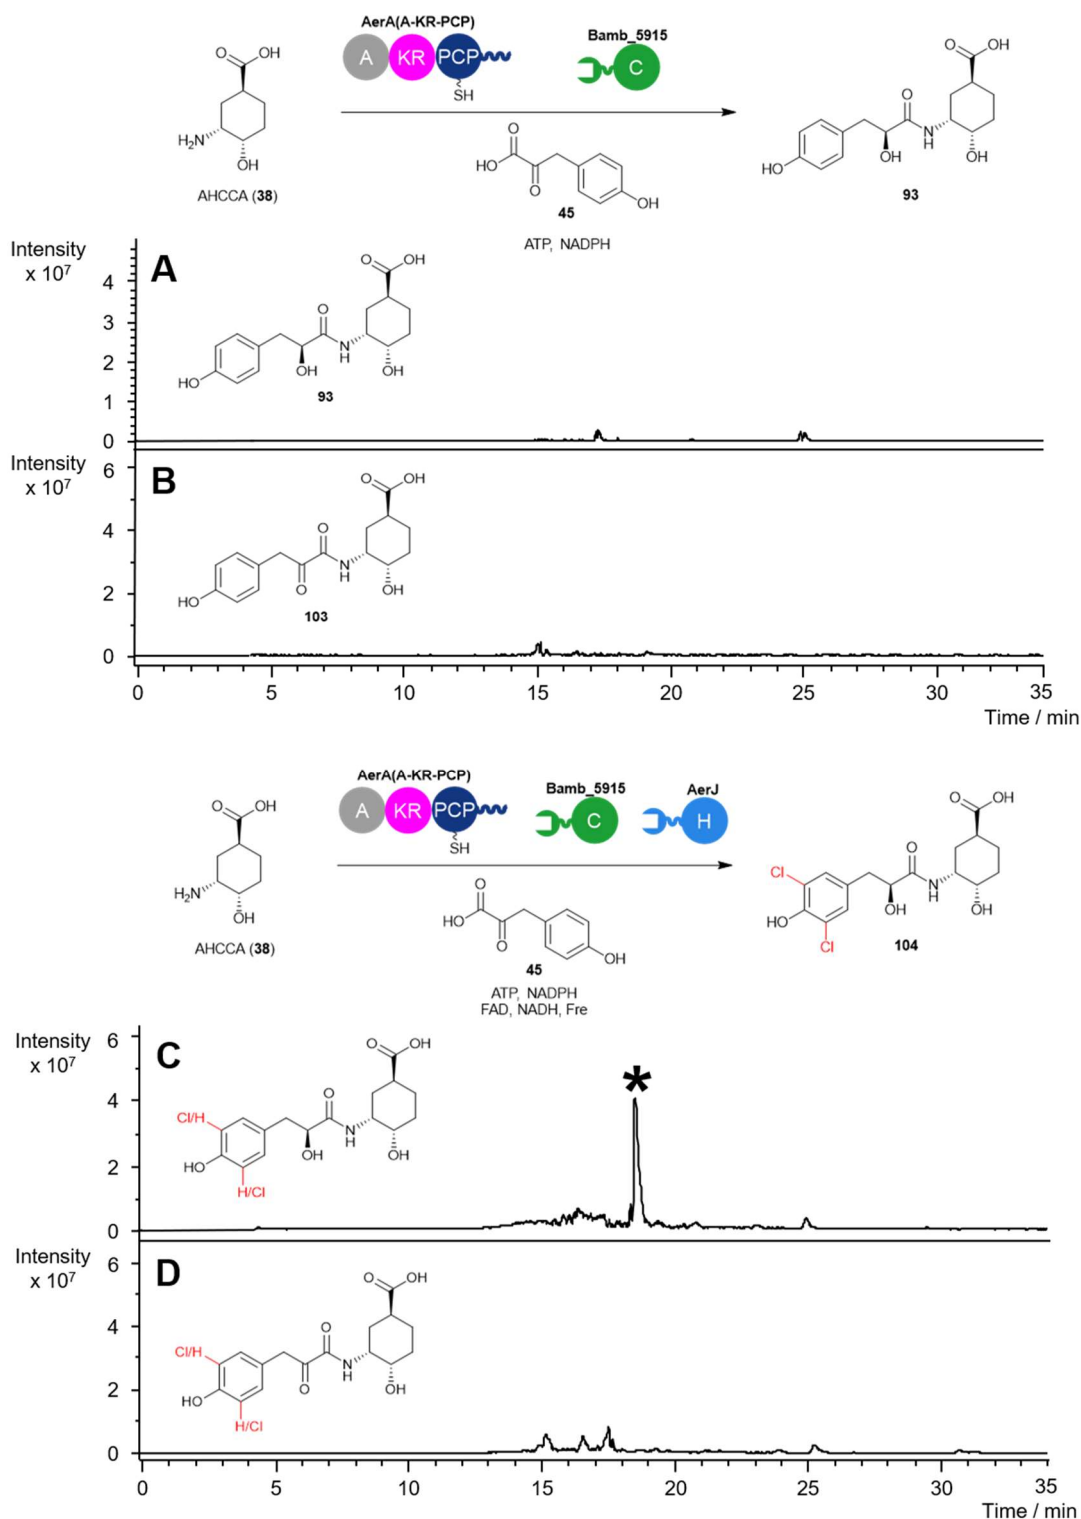 AerA(A-KR-PCP)
Bamb_5915
A
KR
PCP
C
SH
O
OH
H₂N
OH
AHCCA (38)
O
HO
O
OH
45
ATP, NADPH
O
OH
O
N
H
OH
OH
HO
93
Intensity
x 10⁷
A
4
3
2
1
0
O
OH
O
N
H
OH
OH
HO
93
Intensity
x 10⁷
B
6
4
2
0
O
OH
O
N
H
O
OH
HO
103
0 5 10 15 20 25 30 35
Time / min
AerA(A-KR-PCP)
Bamb_5915
AerJ
A
KR
PCP
C
H
SH
O
OH
H₂N
OH
AHCCA (38)
O
HO
O
OH
45
ATP, NADPH
FAD, NADH, Fre
O
OH
Cl
O
N
H
OH
OH
HO
Cl
104
Intensity
x 10⁷
C
6
4
2
0
*
O
OH
Cl/H
O
N
H
OH
OH
HO
H/Cl
Intensity
x 10⁷
D
6
4
2
0
O
OH
Cl/H
O
N
H
O
OH
HO
H/Cl
0 5 10 15 20 25 30 35
Time / min